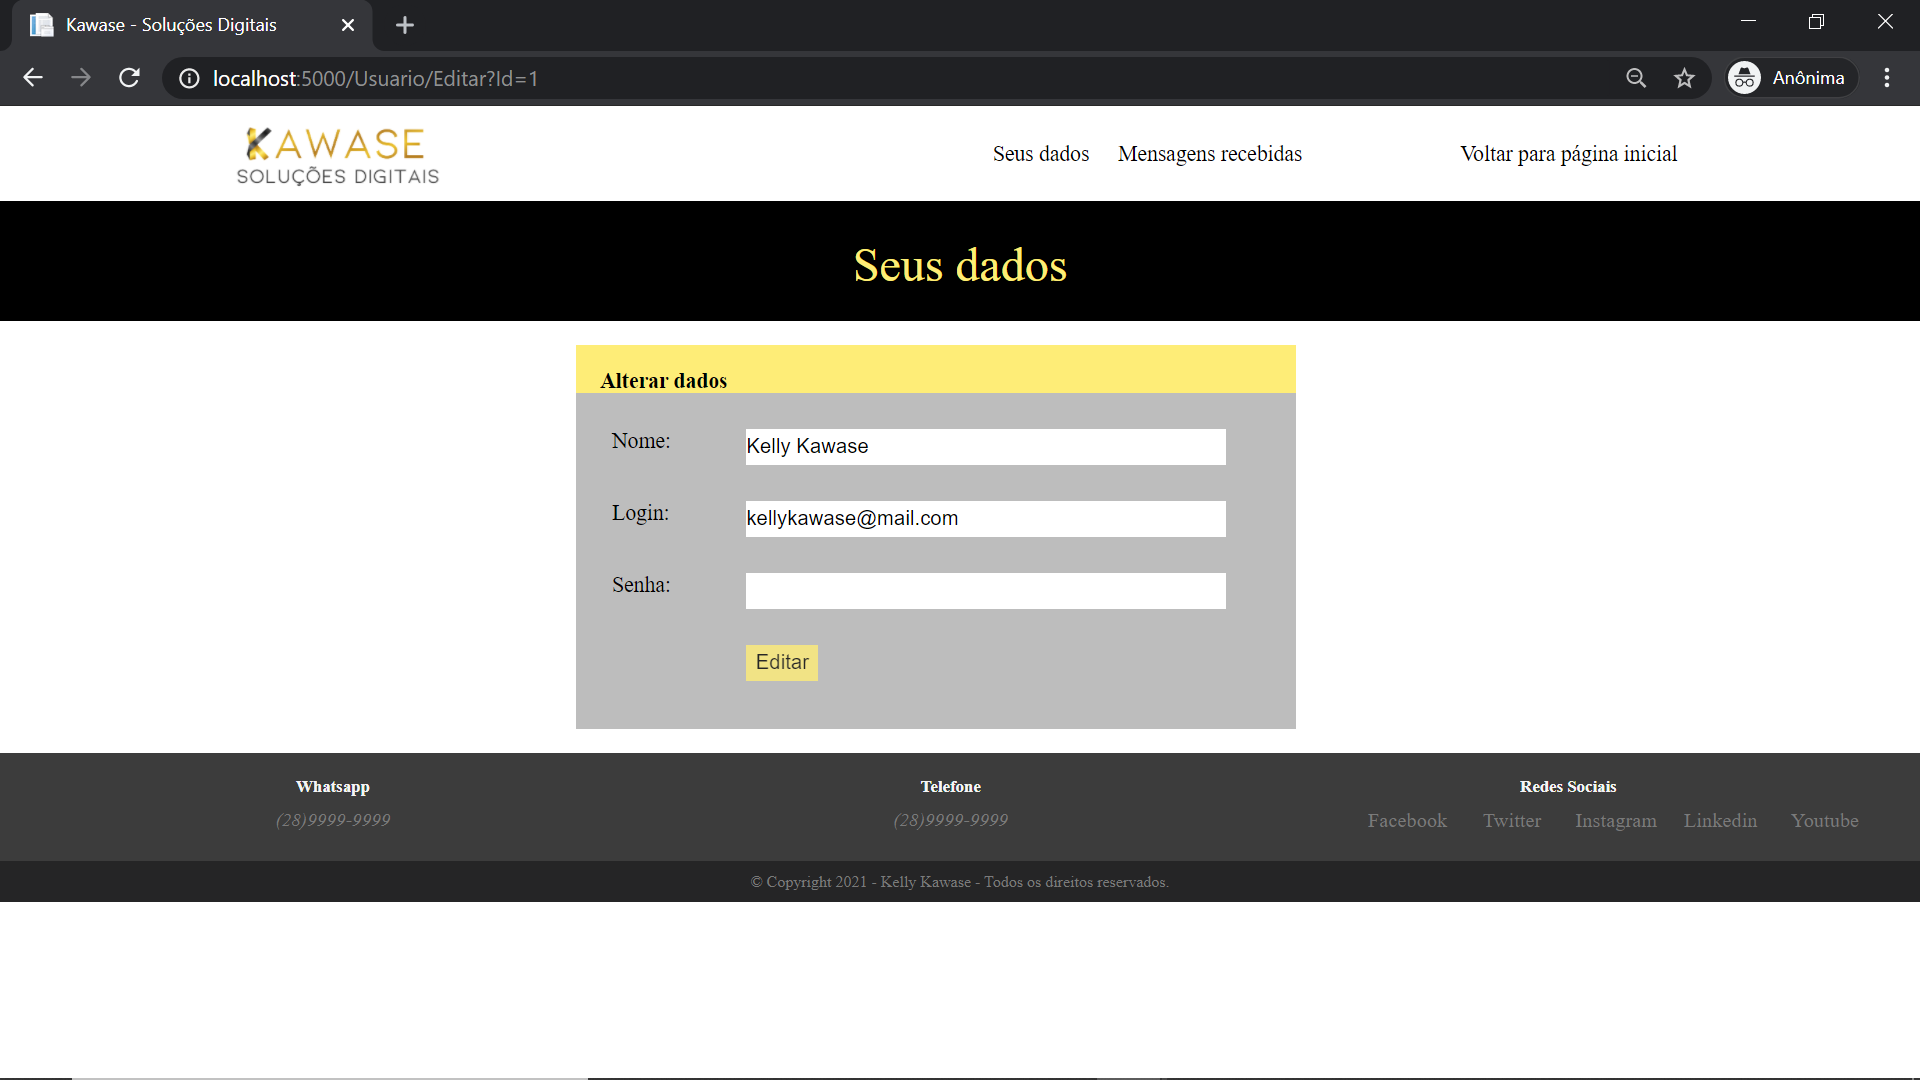 Kawase - Soluções Digitais
localhost:5000/Usuario/Editar?Id=1
Anônima
KAWASE
SOLUÇÕES DIGITAIS
Seus dados Mensagens recebidas Voltar para página inicial
Seus dados
Alterar dados
Nome: Kelly Kawase
Login: kellykawase@mail.com
Senha:
Editar
Whatsapp Telefone Redes Sociais
(28)9999-9999 (28)9999-9999 Facebook Twitter Instagram Linkedin Youtube
© Copyright 2021 - Kelly Kawase - Todos os direitos reservados.